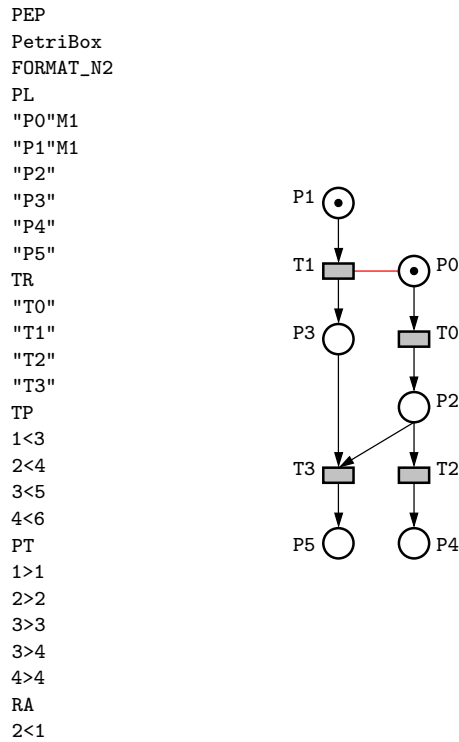 PEP
PetriBox
FORMAT_N2
PL
"P0"M1
"P1"M1
"P2"
"P3"
"P4"
"P5"
TR
"T0"
"T1"
"T2"
"T3"
TP
1<3
2<4
3<5
4<6
PT
1>1
2>2
3>3
3>4
4>4
RA
2<1
P1
T1
P0
P3
T0
P2
T3
T2
P5
P4